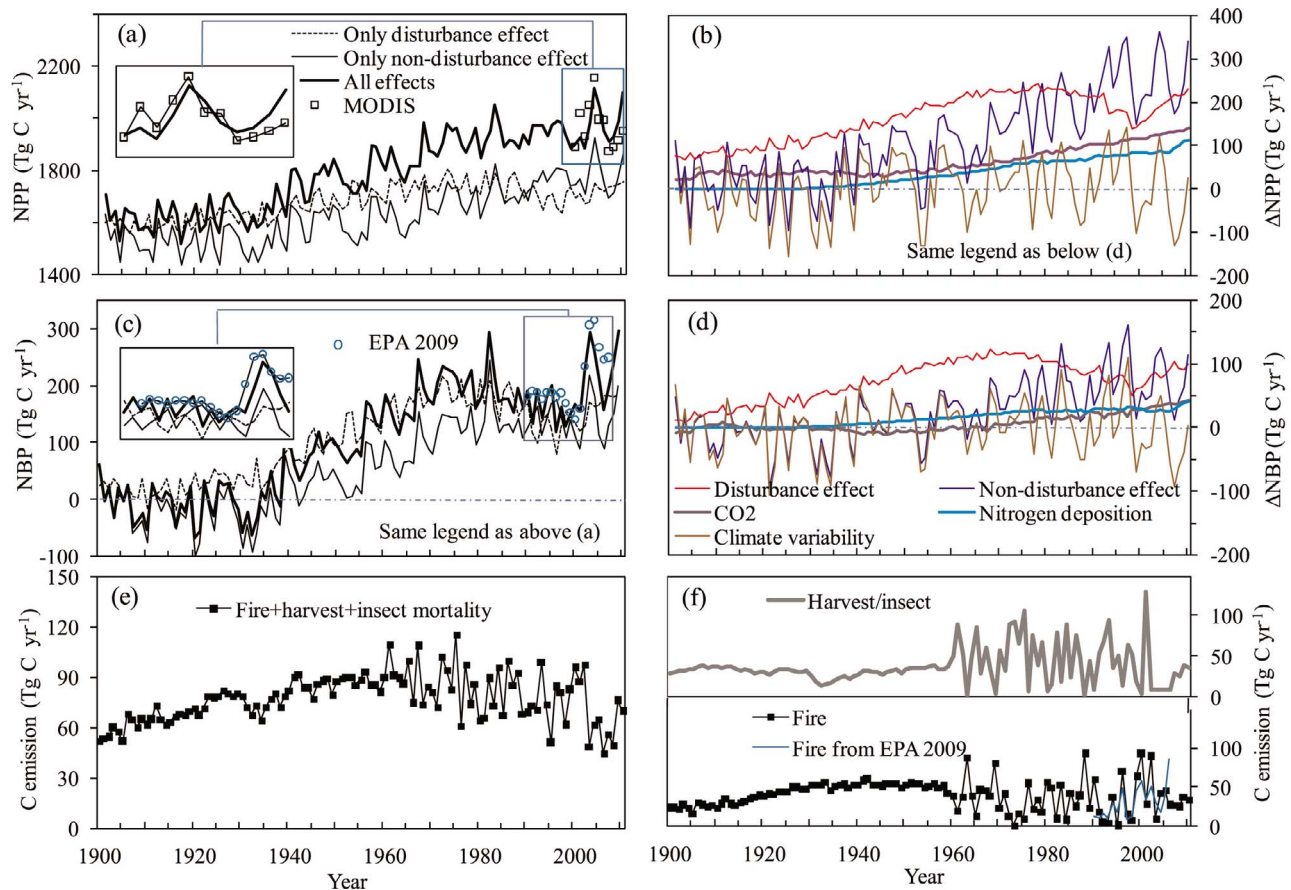 (a)
Only disturbance effect
Only non-disturbance effect
All effects
MODIS
2200
1800
1400
NPP (Tg C yr⁻¹)
(b)
400
300
200
100
0
-100
-200
ΔNPP (Tg C yr⁻¹)
Same legend as below (d)
(c)
EPA 2009
300
200
100
0
-100
NBP (Tg C yr⁻¹)
Same legend as above (a)
(d)
200
100
0
-100
-200
ΔNBP (Tg C yr⁻¹)
Disturbance effect
Non-disturbance effect
CO2
Nitrogen deposition
Climate variability
(e)
Fire+harvest+insect mortality
150
120
90
60
30
0
C emission (Tg C yr⁻¹)
1900 1920 1940 1960 1980 2000
Year
(f)
Harvest/insect
100
50
0
Fire
Fire from EPA 2009
100
50
0
C emission (Tg C yr⁻¹)
1900 1920 1940 1960 1980 2000
Year